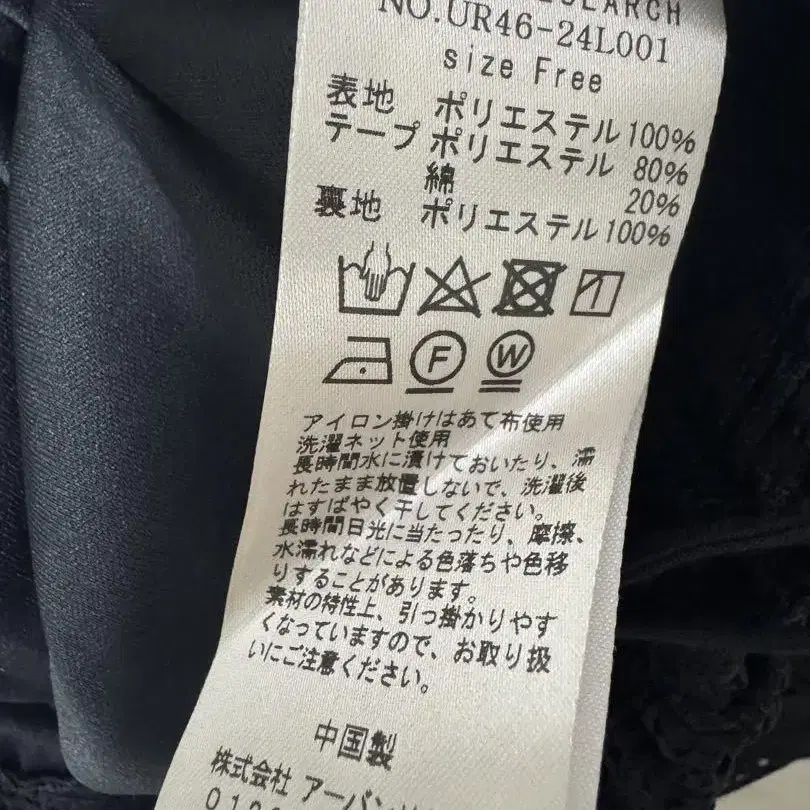 NO.UR46-24L001
size Free
表地 ポリエステル 100%
テープ ポリエステル 80%
綿 20%
裏地 ポリエステル 100%
F W
アイロン掛けはあて布使用
洗濯ネット使用
長時間水に漬けておいたり、濡
れたまま放置しないで、洗濯後
はすばやく干してください。
長時間日光に当たったり、摩擦、
水濡れなどによる色落ちや色移
りすることがあります。
素材の特性上、引っ掛かりやす
くなっていますので、お取り扱
いにご注意ください。
中国製
株式会社 アーバン